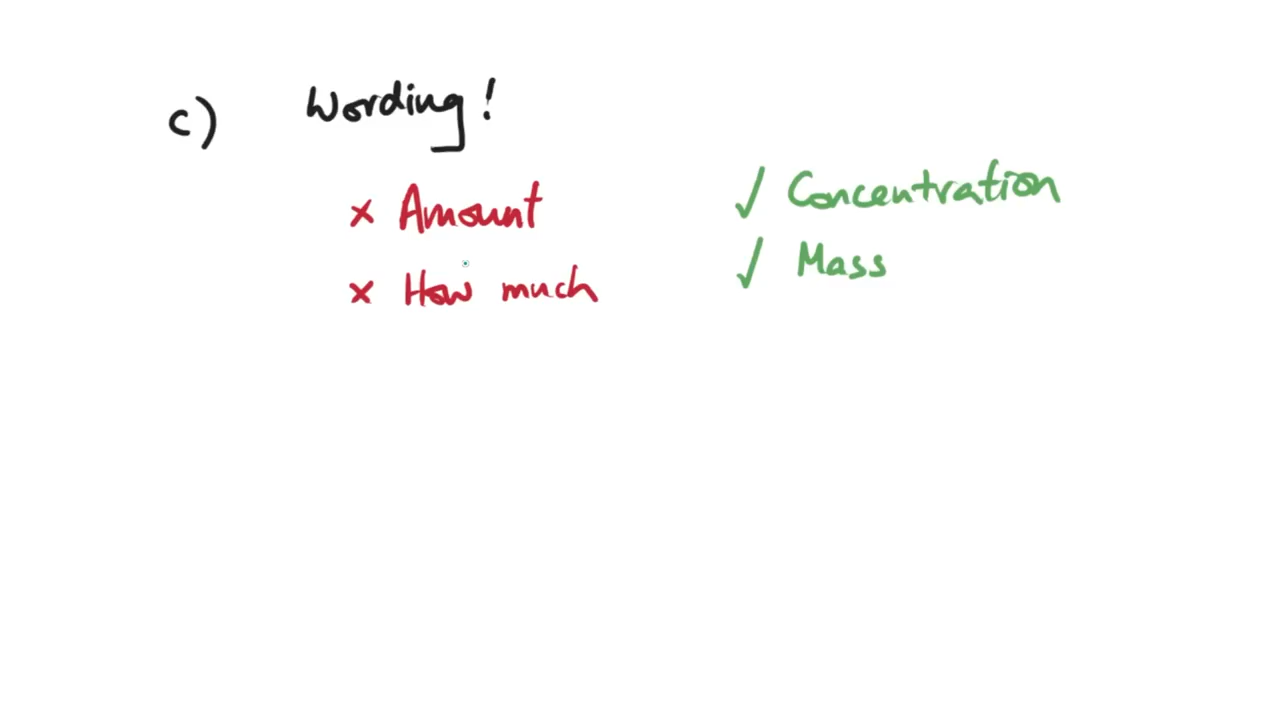 c) Wording!
× Amount
× How much
✓ Concentration
✓ Mass